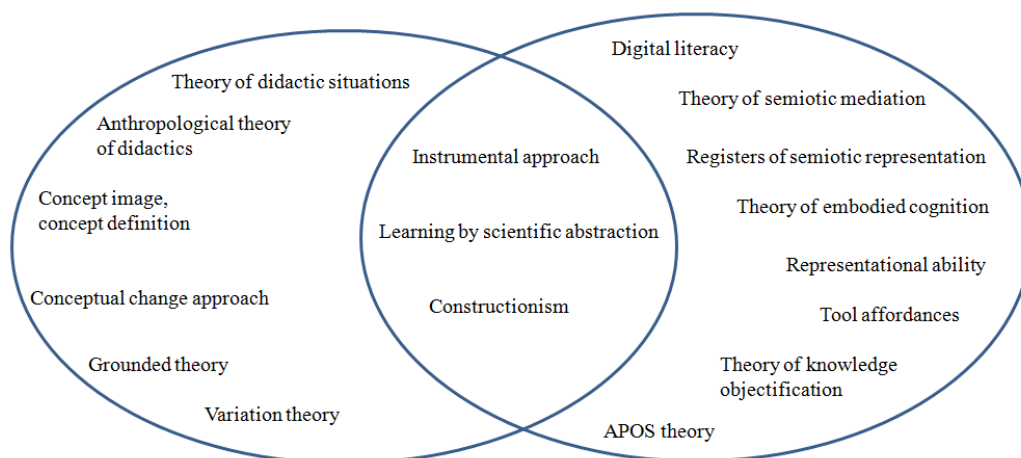 Theory of didactic situations
Anthropological theory
of didactics
Concept image,
concept definition
Conceptual change approach
Grounded theory
Variation theory
Instrumental approach
Learning by scientific abstraction
Constructionism
Digital literacy
Theory of semiotic mediation
Registers of semiotic representation
Theory of embodied cognition
Representational ability
Tool affordances
Theory of knowledge
objectification
APOS theory